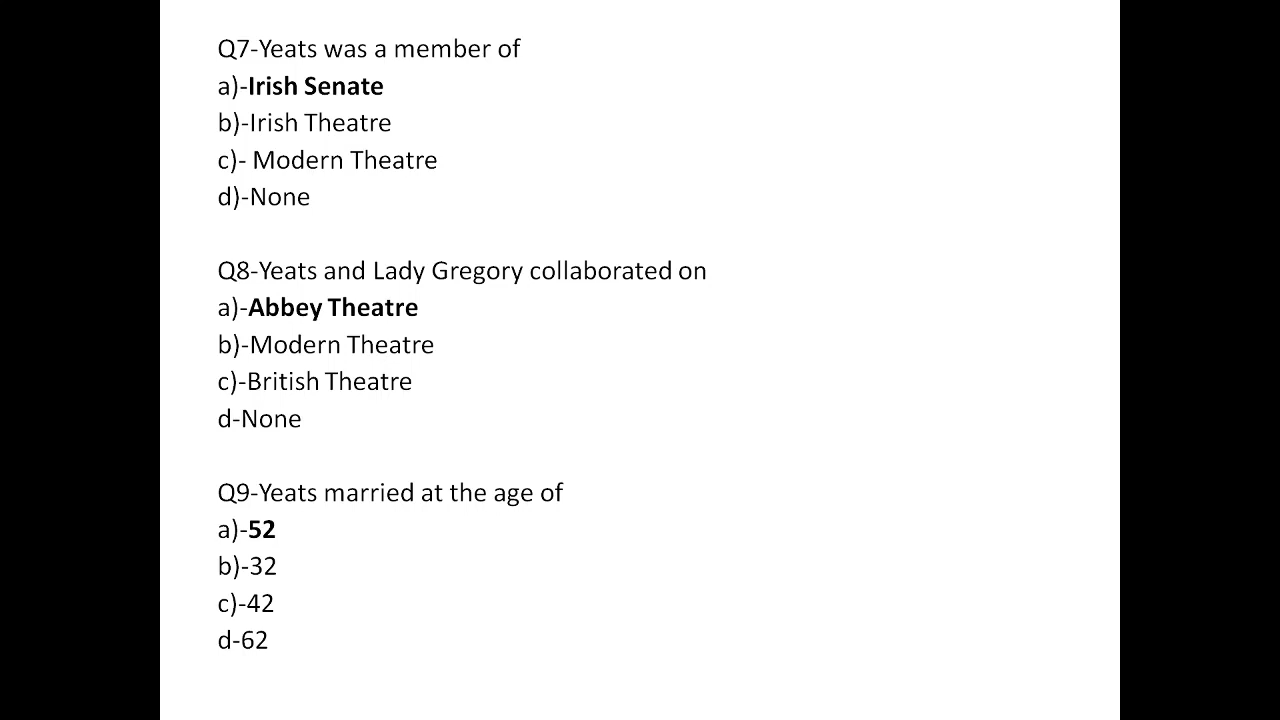 Q7-Yeats was a member of
a)-Irish Senate
b)-Irish Theatre
c)- Modern Theatre
d)-None
Q8-Yeats and Lady Gregory collaborated on
a)-Abbey Theatre
b)-Modern Theatre
c)-British Theatre
d-None
Q9-Yeats married at the age of
a)-52
b)-32
c)-42
d-62